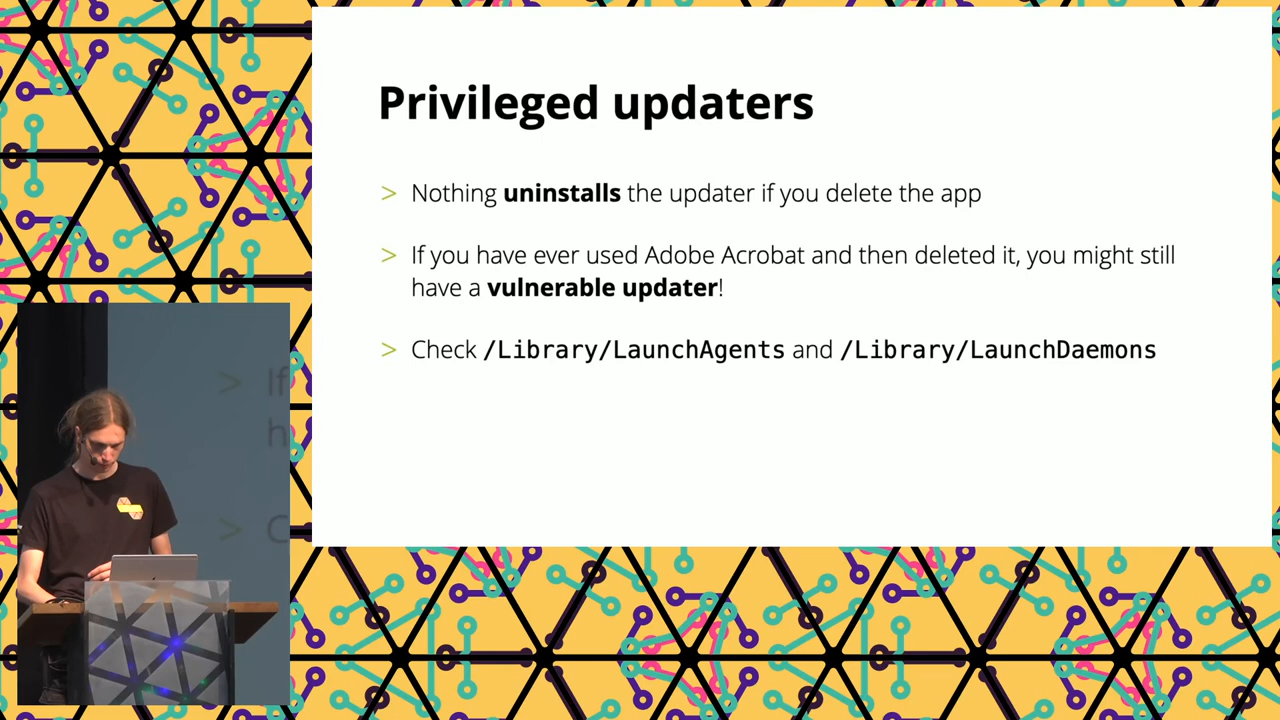 Privileged updaters
> Nothing uninstalls the updater if you delete the app
> If you have ever used Adobe Acrobat and then deleted it, you might still
have a vulnerable updater!
> Check /Library/LaunchAgents and /Library/LaunchDaemons
> If
h
> C